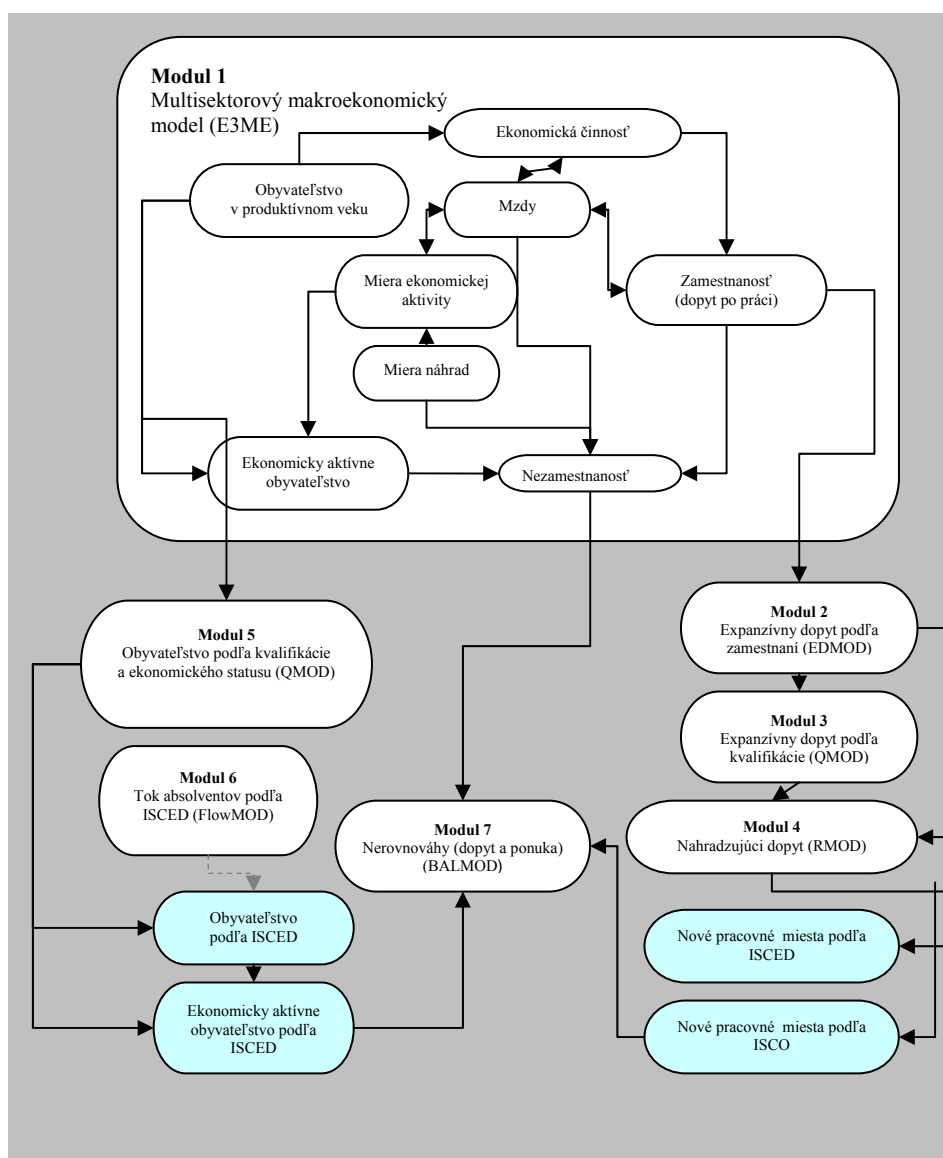 Modul 1
Multisektorový makroekonomický
model (E3ME)
Ekonomická činnosť
Obyvateľstvo
v produktívnom veku
Mzdy
Miera ekonomickej
aktivity
Zamestnanosť
(dopyt po práci)
Miera náhrad
Ekonomicky aktívne
obyvateľstvo
Nezamestnanosť
Modul 5
Obyvateľstvo podľa kvalifikácie
a ekonomického statusu (QMOD)
Modul 2
Expanzívny dopyt podľa
zamestnaní (EDMOD)
Modul 3
Expanzívny dopyt podľa
kvalifikácie (QMOD)
Modul 6
Tok absolventov podľa
ISCED (FlowMOD)
Modul 7
Nerovnováhy (dopyt a ponuka)
(BALMOD)
Modul 4
Nahradzujúci dopyt (RMOD)
Obyvateľstvo
podľa ISCED
Nové pracovné miesta podľa
ISCED
Ekonomicky aktívne
obyvateľstvo podľa
ISCED
Nové pracovné miesta podľa
ISCO